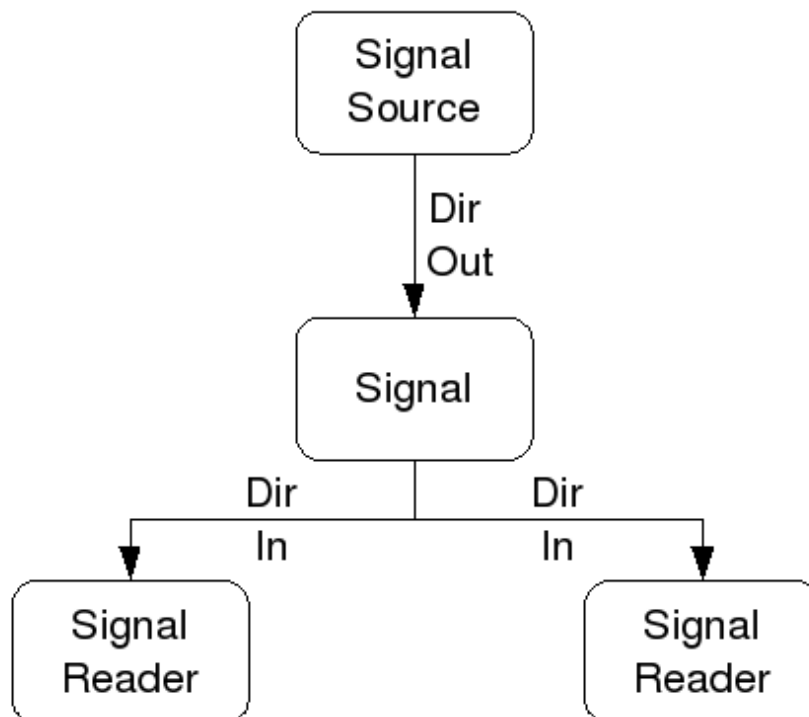 Signal
Source
Dir
Out
Signal
Dir Dir
In In
Signal Signal
Reader Reader